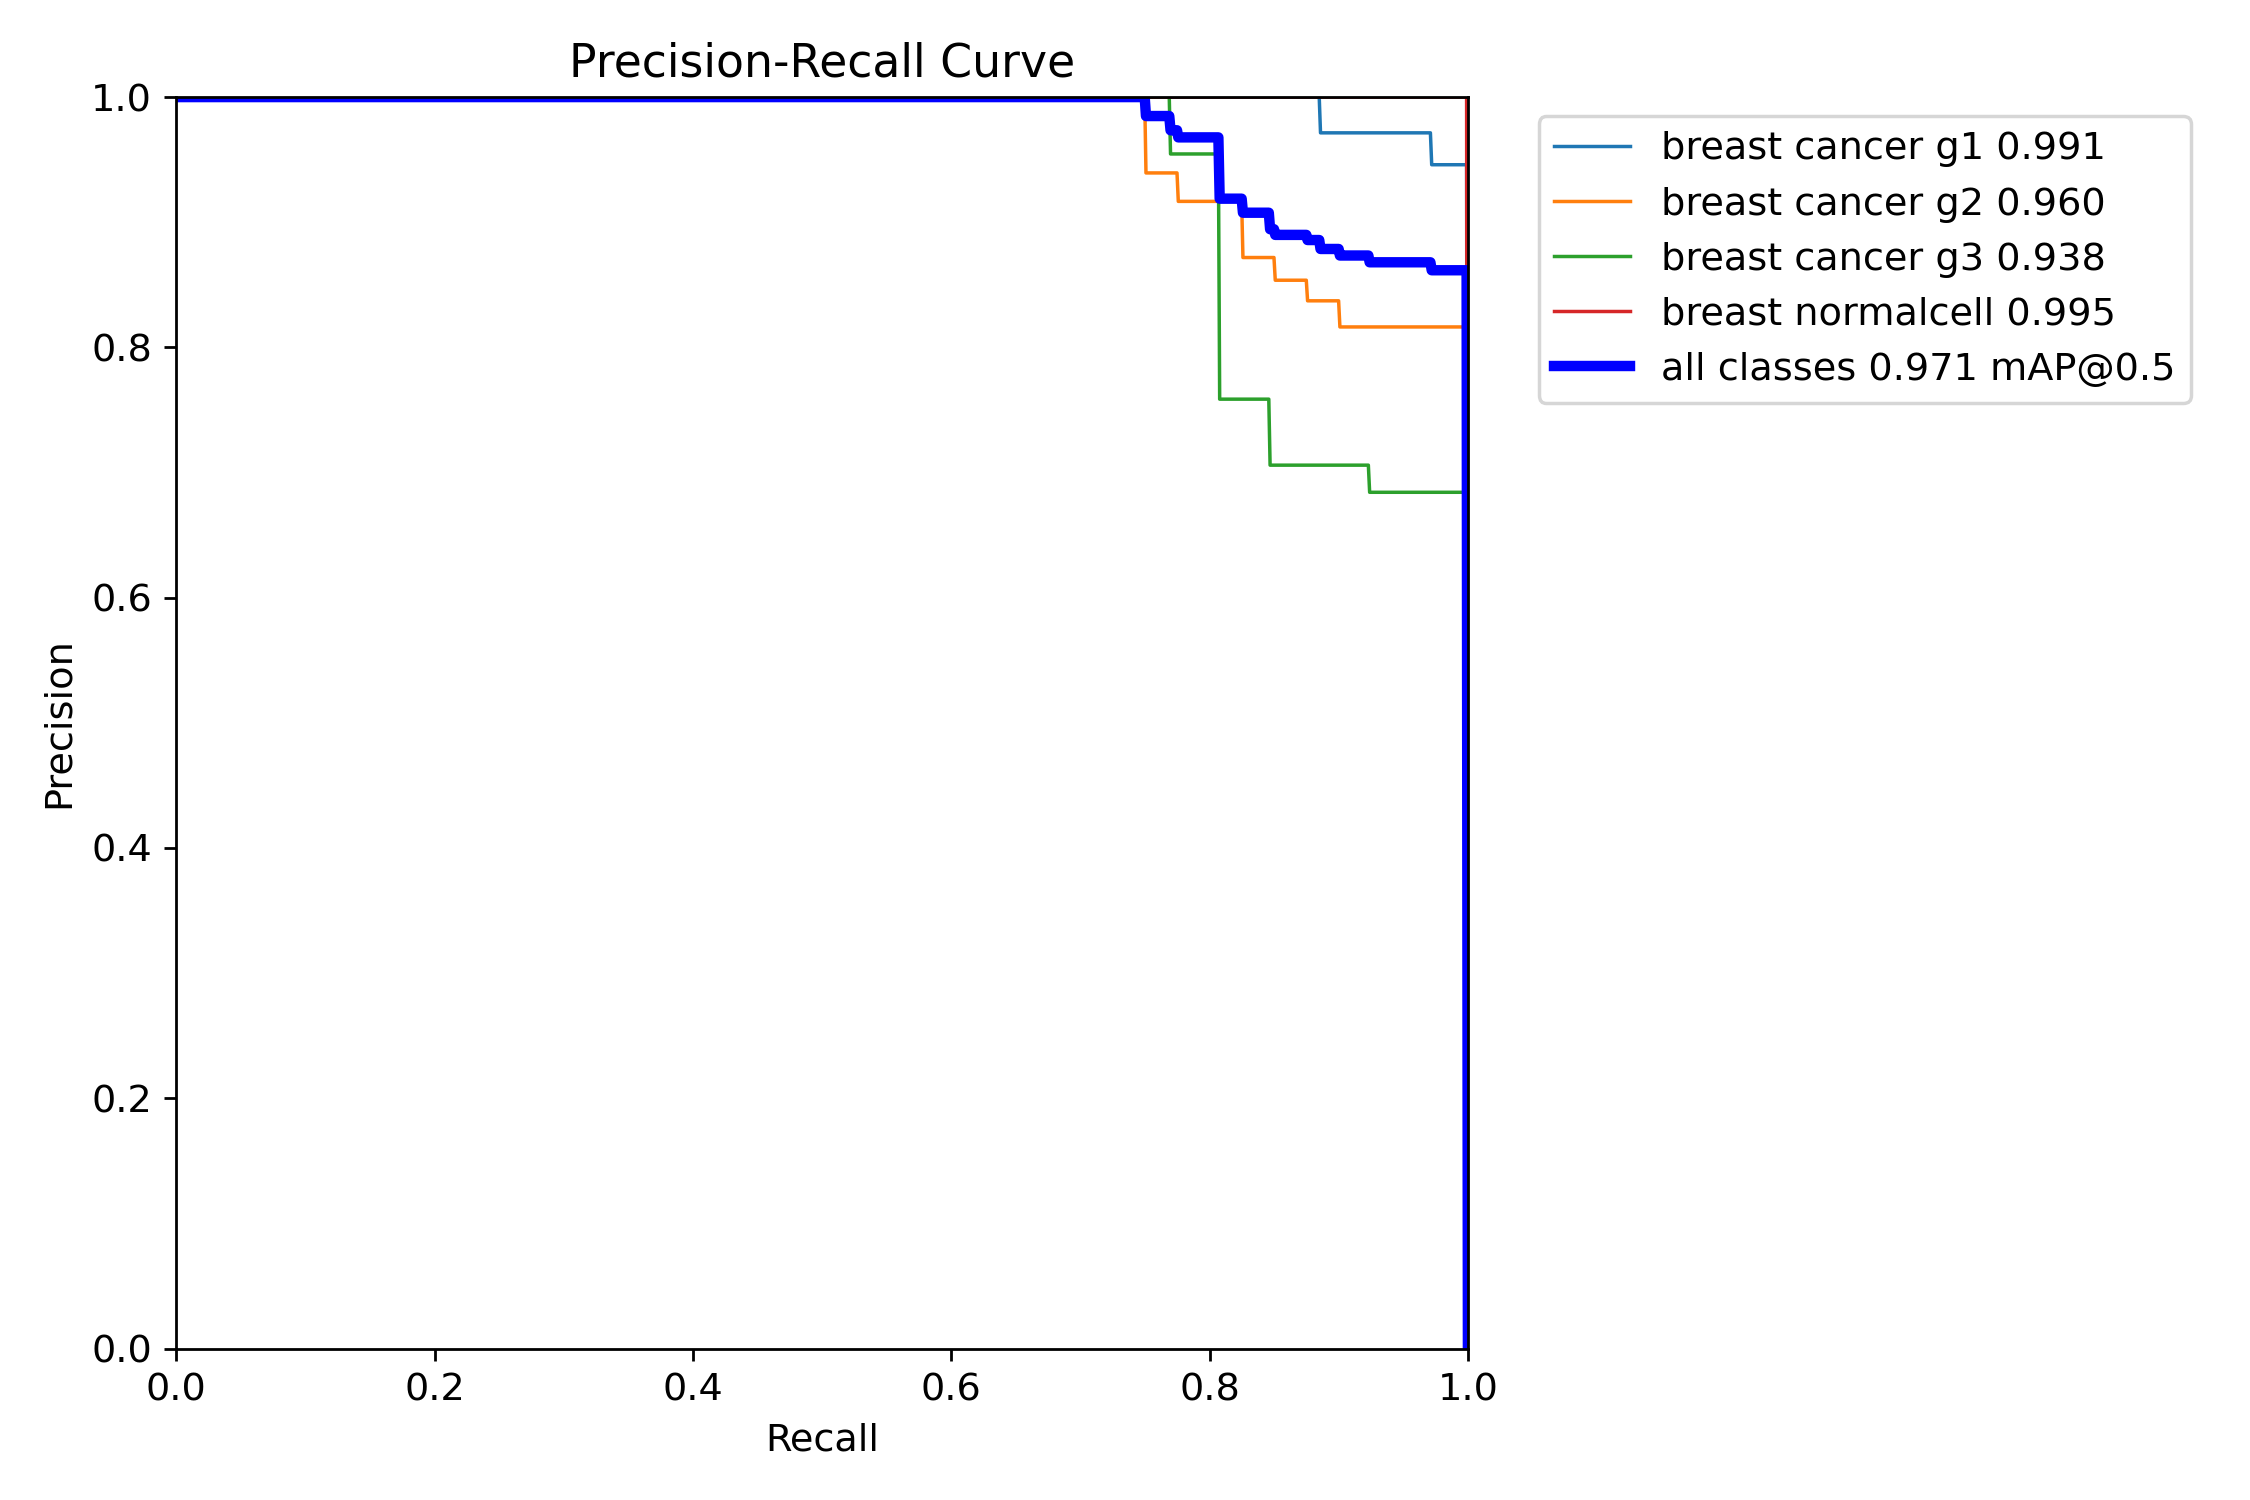 Precision-Recall Curve
1.0
0.8
0.6
0.4
0.2
0.0
Precision
0.0 0.2 0.4 0.6 0.8 1.0
Recall
breast cancer g1 0.991
breast cancer g2 0.960
breast cancer g3 0.938
breast normalcell 0.995
all classes 0.971 mAP@0.5